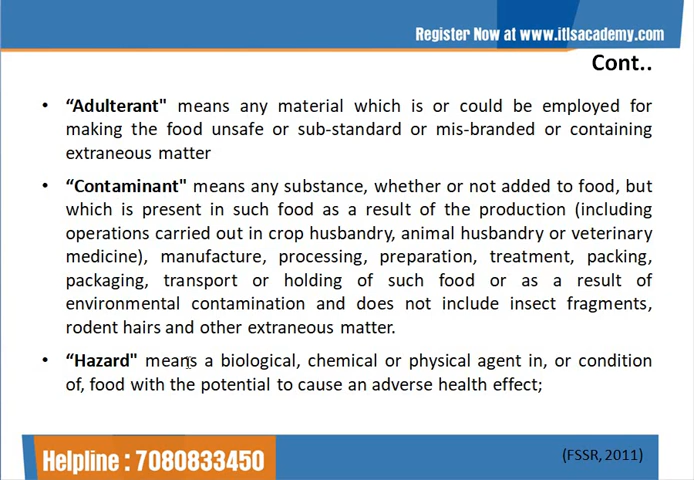 Register Now at www.itlsacademy.com
Cont..
• “Adulterant" means any material which is or could be employed for
making the food unsafe or sub-standard or mis-branded or containing
extraneous matter
• “Contaminant" means any substance, whether or not added to food, but
which is present in such food as a result of the production (including
operations carried out in crop husbandry, animal husbandry or veterinary
medicine), manufacture, processing, preparation, treatment, packing,
packaging, transport or holding of such food or as a result of
environmental contamination and does not include insect fragments,
rodent hairs and other extraneous matter.
• “Hazard" means a biological, chemical or physical agent in, or condition
of, food with the potential to cause an adverse health effect;
Helpline : 7080833450
(FSSR, 2011)